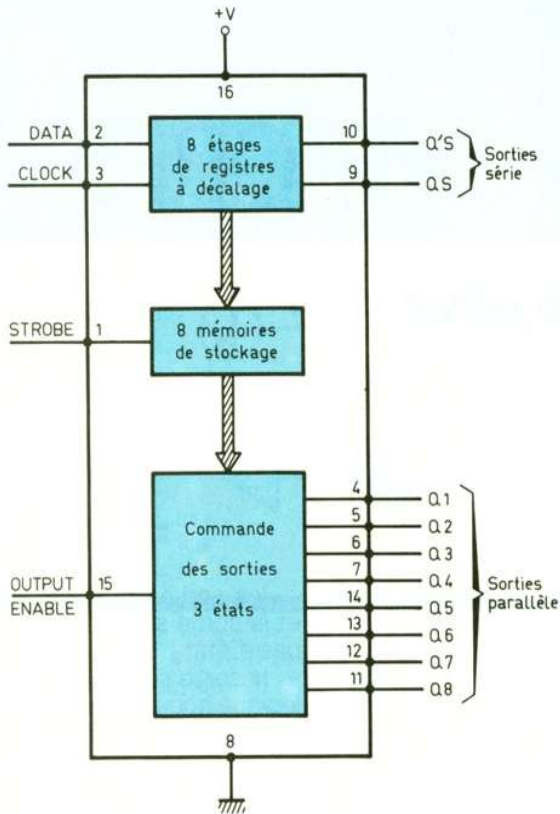 +V
16
DATA 2
CLOCK 3
8 étages
de registres
à décalage
10 Q'S
9 QS
Sorties
série
STROBE 1
8 mémoires
de stockage
OUTPUT
ENABLE
15
Commande
des sorties
3 états
4 Q1
5 Q2
6 Q3
7 Q4
14 Q5
13 Q6
12 Q7
11 Q8
Sorties
parallèle
8